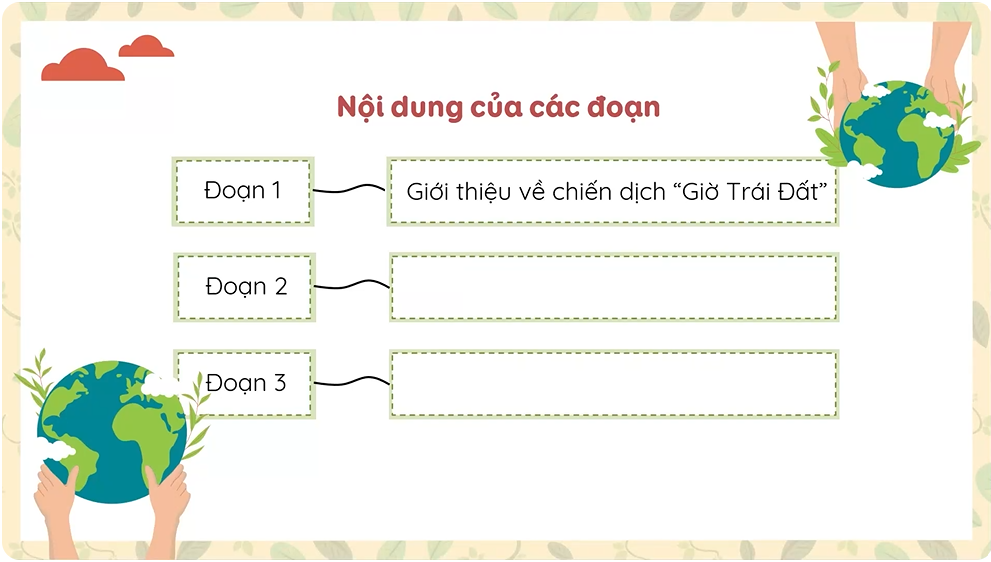 Nội dung của các đoạn
Đoạn 1
Giới thiệu về chiến dịch “Giờ Trái Đất”
Đoạn 2
Đoạn 3